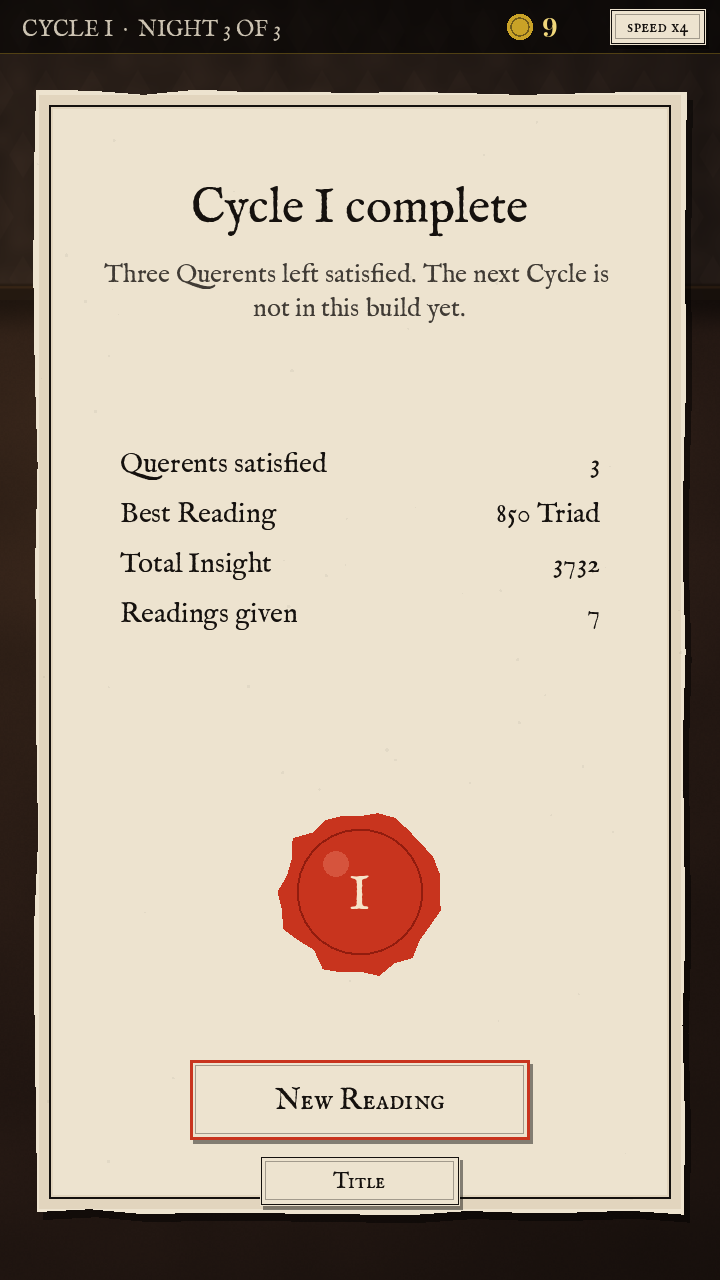 CYCLE I · NIGHT 3 OF 3
9
SPEED X4
Cycle I complete
Three Querents left satisfied. The next Cycle is
not in this build yet.
Querents satisfied 3
Best Reading 850 Triad
Total Insight 3732
Readings given 7
I
New Reading
Title